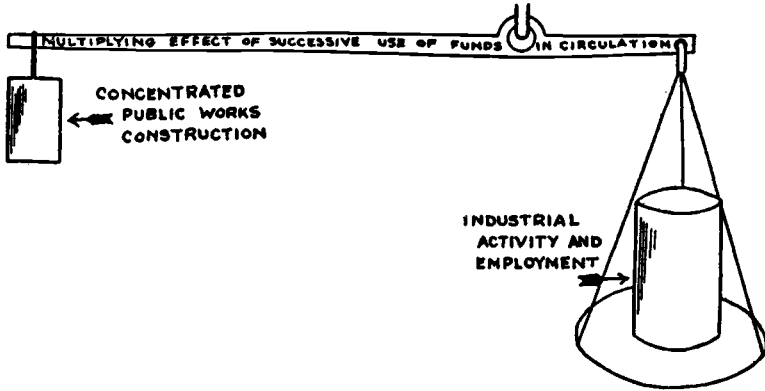 MULTIPLYING EFFECT OF SUCCESSIVE USE OF FUNDS IN CIRCULATION
CONCENTRATED
PUBLIC WORKS
CONSTRUCTION
INDUSTRIAL
ACTIVITY AND
EMPLOYMENT